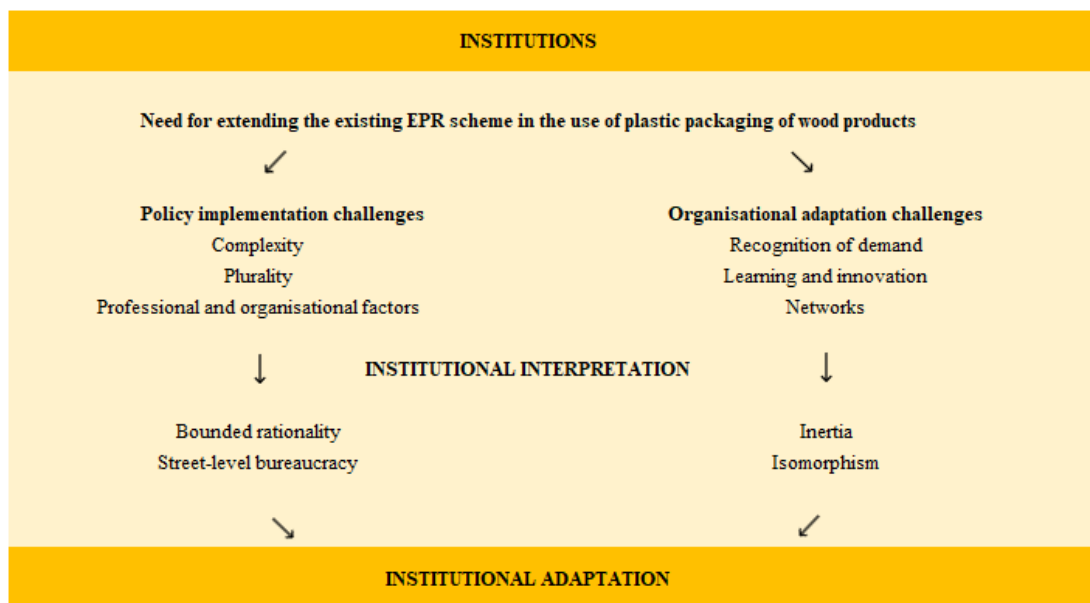 INSTITUTIONS
Need for extending the existing EPR scheme in the use of plastic packaging of wood products
Policy implementation challenges
Complexity
Plurality
Professional and organisational factors
Organisational adaptation challenges
Recognition of demand
Learning and innovation
Networks
INSTITUTIONAL INTERPRETATION
Bounded rationality
Street-level bureaucracy
Inertia
Isomorphism
INSTITUTIONAL ADAPTATION